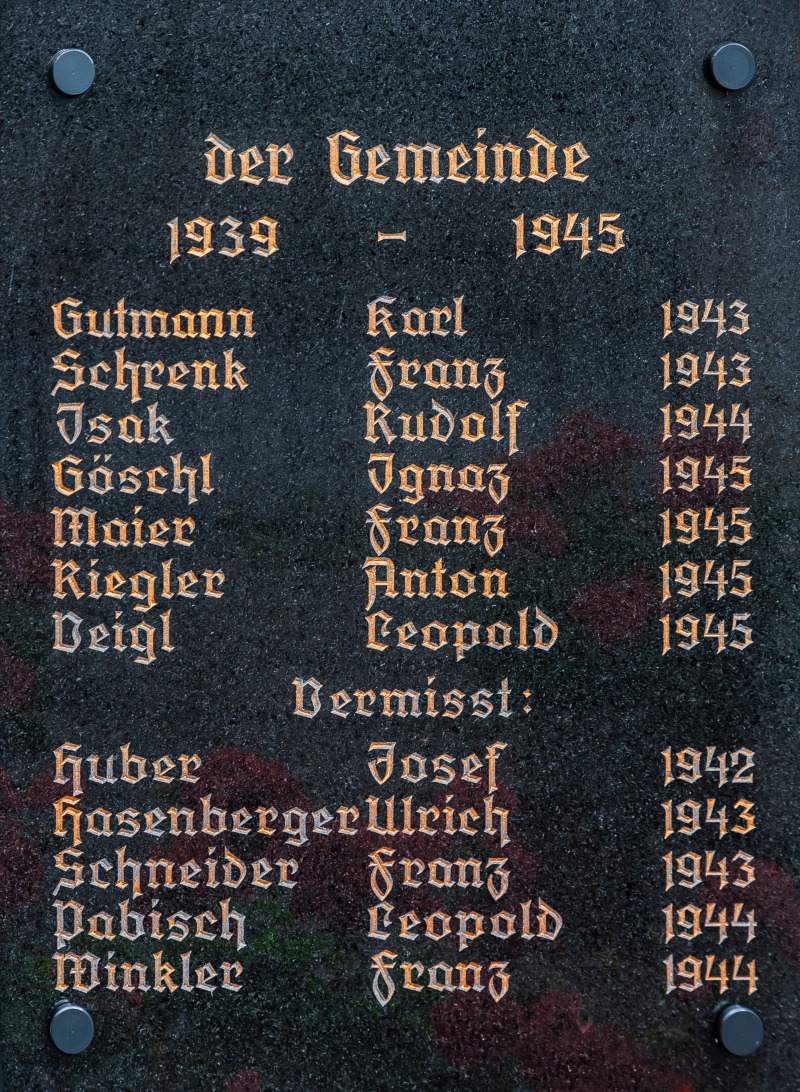 der Gemeinde
1939 – 1945
Gutmann Karl 1943
Schrenk Franz 1943
Isak Rudolf 1944
Göschl Ignaz 1945
Maier Franz 1945
Riegler Anton 1945
Veigl Leopold 1945
Vermisst:
Huber Josef 1942
Hasenberger Ulrich 1943
Schneider Franz 1943
Pabisch Leopold 1944
Winkler Franz 1944